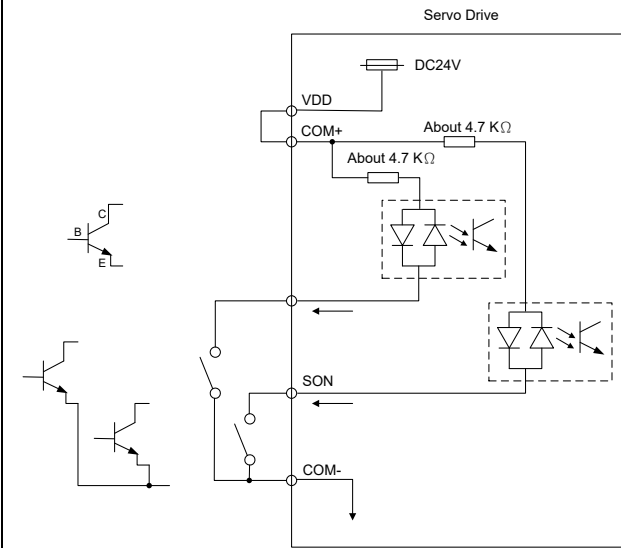 Servo Drive
DC24V
VDD
COM+
About 4.7 KΩ
About 4.7 KΩ
C
B
E
SON
COM-